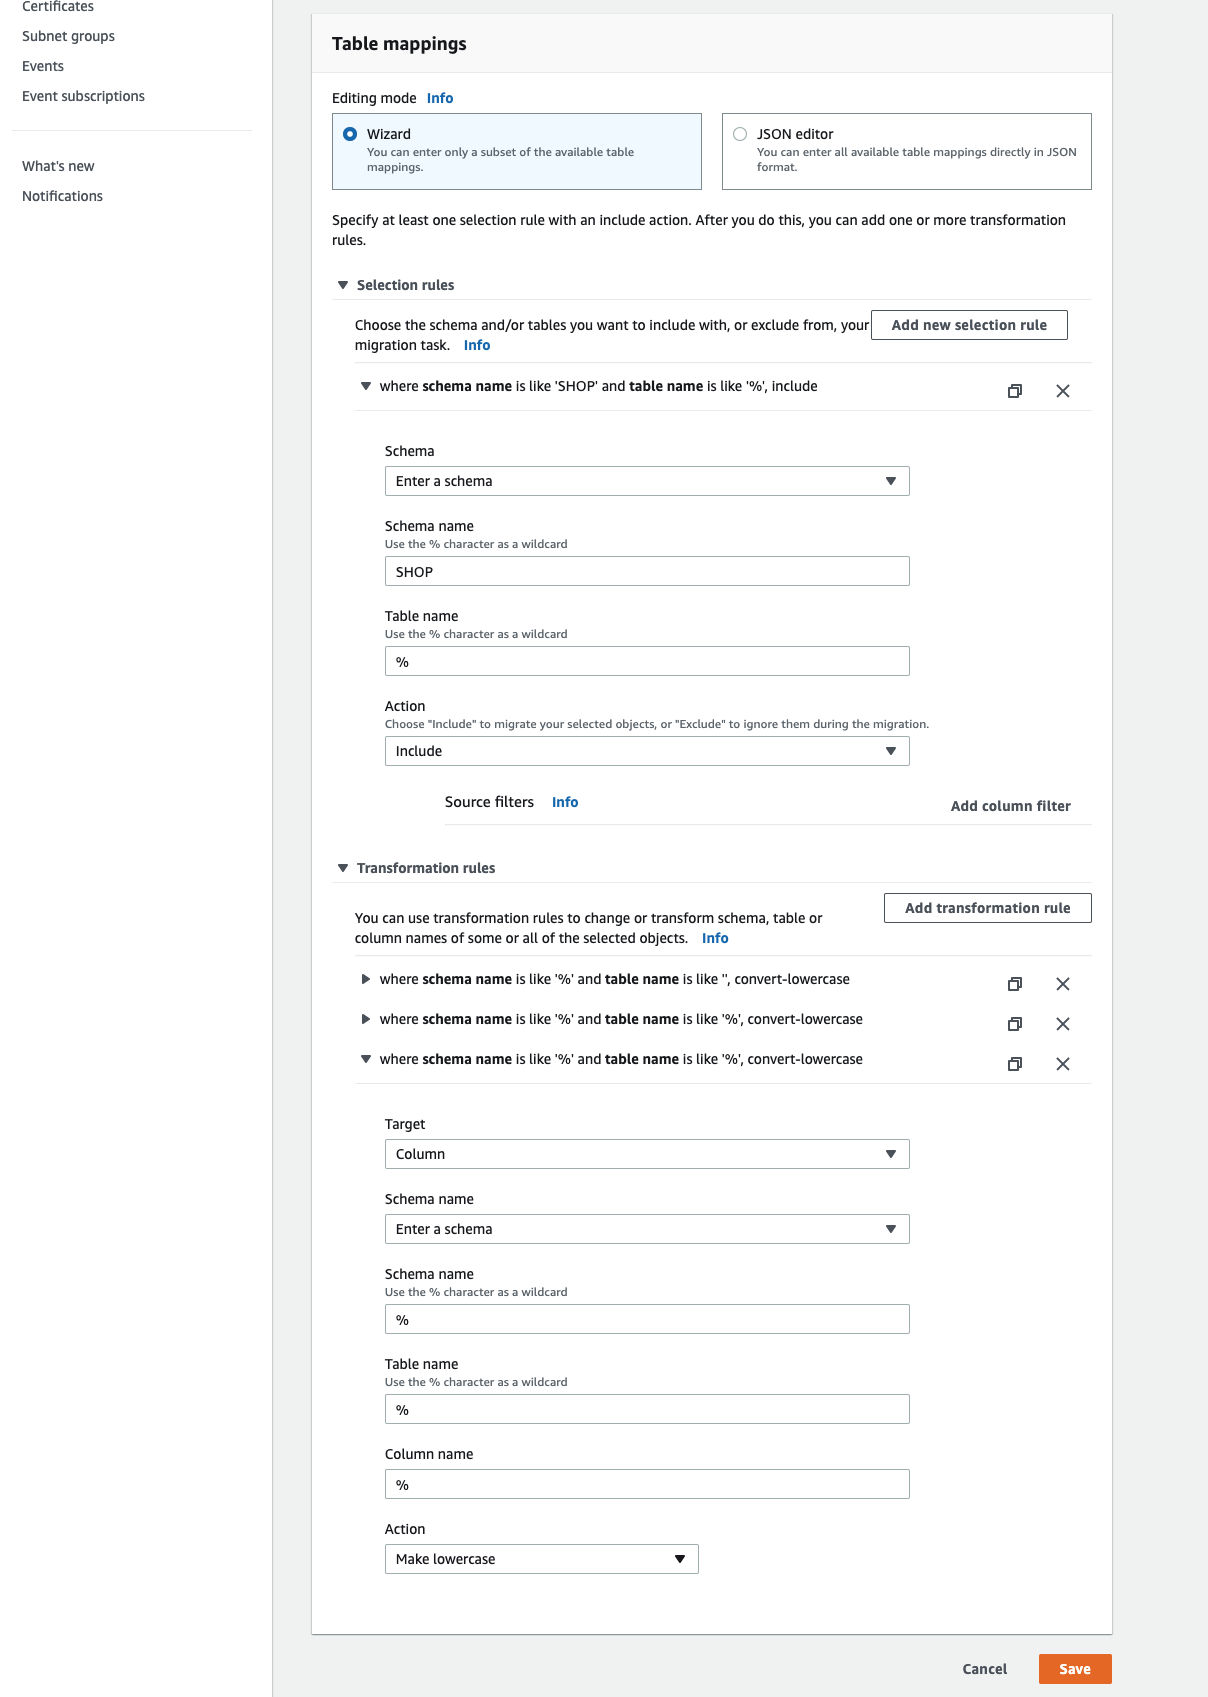 Certificates
Subnet groups
Events
Event subscriptions
What's new
Notifications
Table mappings
Editing mode Info
Wizard
You can enter only a subset of the available table
mappings.
JSON editor
You can enter all available table mappings directly in JSON
format.
Specify at least one selection rule with an include action. After you do this, you can add one or more transformation
rules.
Selection rules
Choose the schema and/or tables you want to include with, or exclude from, your
migration task. Info
Add new selection rule
where schema name is like 'SHOP' and table name is like '%', include
Schema
Enter a schema
Schema name
Use the % character as a wildcard
SHOP
Table name
Use the % character as a wildcard
%
Action
Choose "Include" to migrate your selected objects, or "Exclude" to ignore them during the migration.
Include
Source filters Info
Add column filter
Transformation rules
You can use transformation rules to change or transform schema, table or
column names of some or all of the selected objects. Info
Add transformation rule
where schema name is like '%' and table name is like '', convert-lowercase
where schema name is like '%' and table name is like '%', convert-lowercase
where schema name is like '%' and table name is like '%', convert-lowercase
Target
Column
Schema name
Enter a schema
Schema name
Use the % character as a wildcard
%
Table name
Use the % character as a wildcard
%
Column name
%
Action
Make lowercase
Cancel
Save